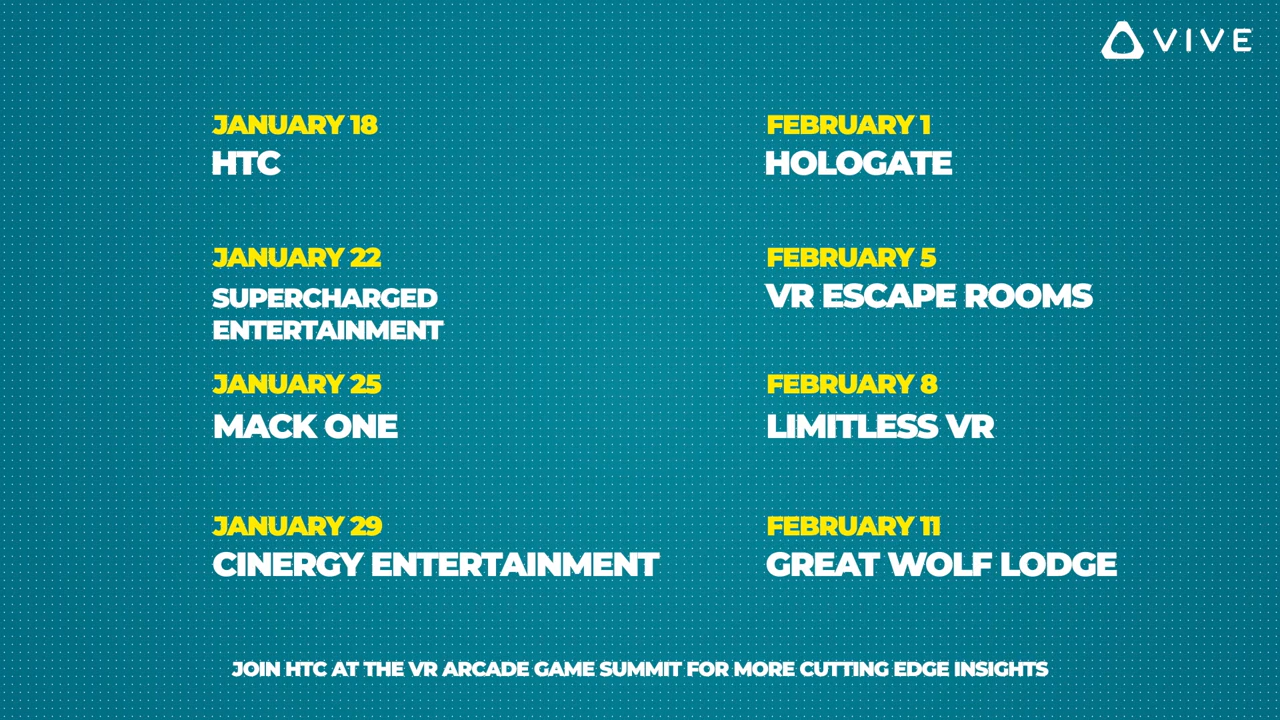 VIVE
JANUARY 18
HTC
JANUARY 22
SUPERCHARGED
ENTERTAINMENT
JANUARY 25
MACK ONE
JANUARY 29
CINERGY ENTERTAINMENT
FEBRUARY 1
HOLOGATE
FEBRUARY 5
VR ESCAPE ROOMS
FEBRUARY 8
LIMITLESS VR
FEBRUARY 11
GREAT WOLF LODGE
JOIN HTC AT THE VR ARCADE GAME SUMMIT FOR MORE CUTTING EDGE INSIGHTS